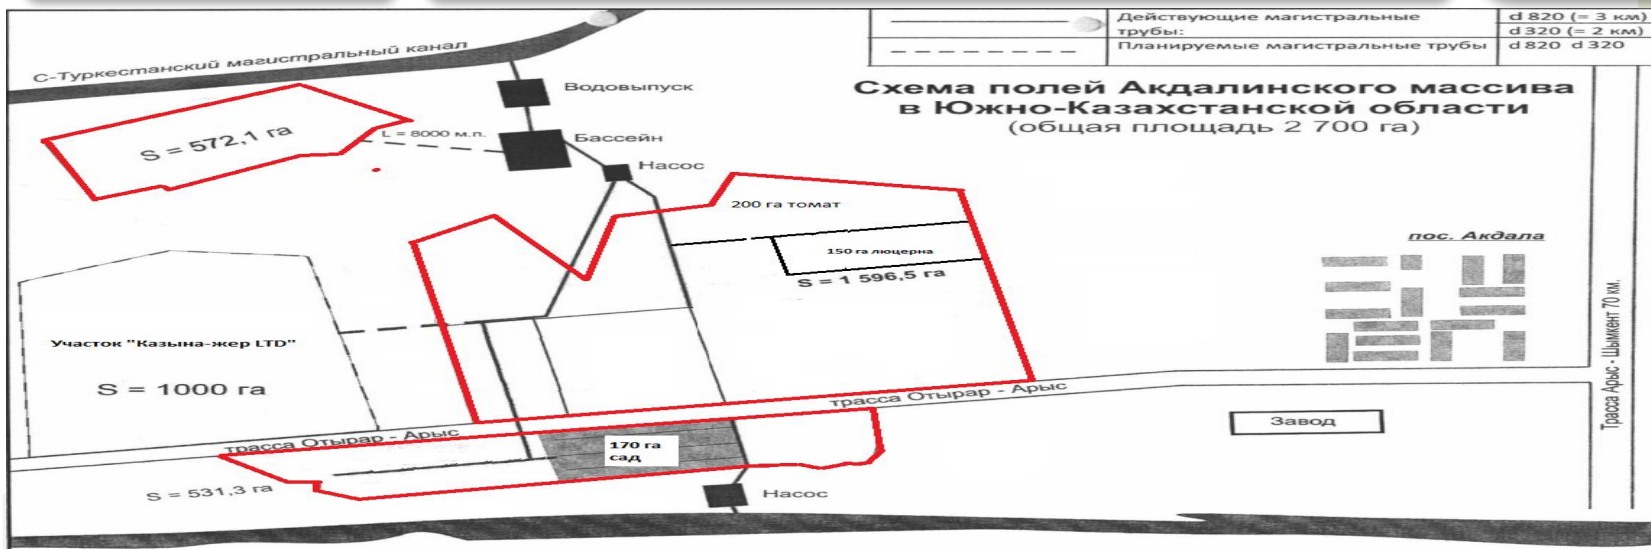 Действующие магистральные трубы:
d 820 (= 3 км)
d 320 (= 2 км)
Планируемые магистральные трубы
d 820 d 320
Схема полей Акдалинского массива
в Южно-Казахстанской области
(общая площадь 2 700 га)
С-Туркестанский магистральный канал
Водовыпуск
S = 572,1 га
L = 8000 м.п.
Бассейн
Насос
200 га томат
150 га люцерна
S = 1 596,5 га
пос. Акдала
Участок "Казына-жер LTD"
S = 1000 га
Трасса Арыс - Шымкент 70 км.
трасса Отырар - Арыс
трасса Отырар - Арыс
Завод
170 га
сад
S = 531,3 га
Насос